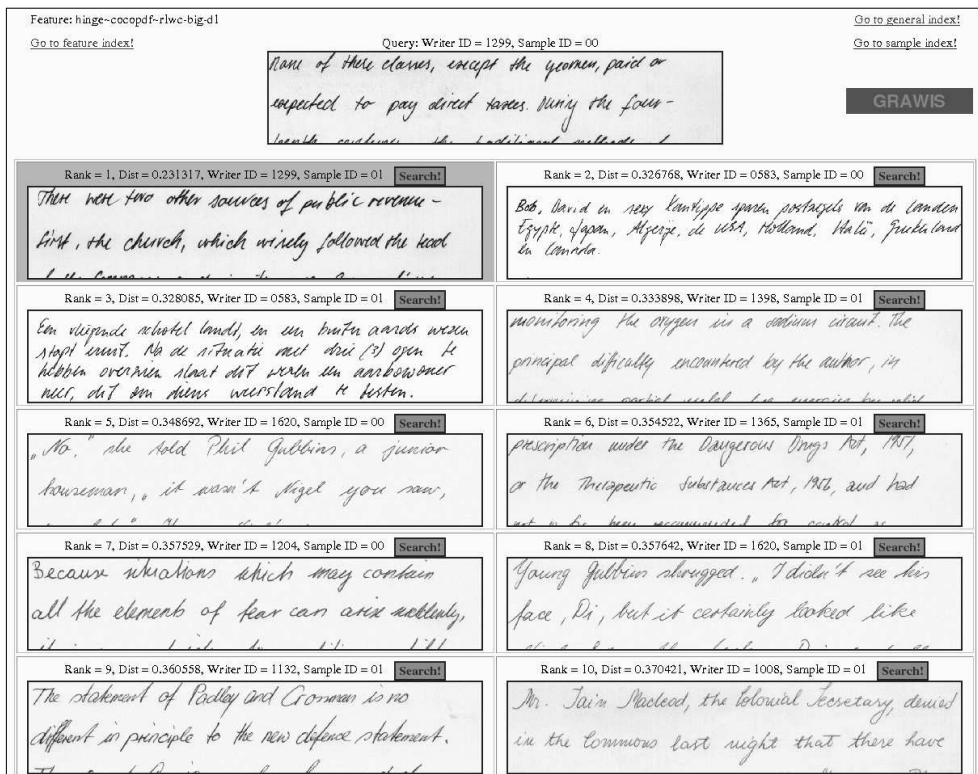 Feature: hinge~cocopdf~rlwc-big-d1
Go to general index!
Go to feature index!
Query: Writer ID = 1299, Sample ID = 00
Go to sample index!
None of these classes, except the yeomen, paid or
expected to pay direct taxes. During the four-
GRAWIS
Rank = 1, Dist = 0.231317, Writer ID = 1299, Sample ID = 01 Search!
There were two other sources of public revenue -
first, the church, which wisely followed the lead
Rank = 2, Dist = 0.326768, Writer ID = 0583, Sample ID = 00 Search!
Bob, David en sexy Xantippe sparen postzegels van de landen
Egypte, Japan, Algerije, de USA, Holland, Italië, Griekenland
en Canada.
Rank = 3, Dist = 0.328085, Writer ID = 0583, Sample ID = 01 Search!
Een vliegende schotel landt, en een buiten aards wezen
stapt eruit. Na de situatie met drie (3) ogen te
hebben overzien slaat dit wezen een aardbewoner
neer, dit om diens weerstand te testen.
Rank = 4, Dist = 0.333898, Writer ID = 1398, Sample ID = 01 Search!
monitoring the oxygen in a sodium circuit. The
principal difficulty encountered by the author, in
Rank = 5, Dist = 0.348692, Writer ID = 1620, Sample ID = 00 Search!
„No," she told Phil Gubbins, a junior
houseman, „it wasn't Nigel you saw,
Rank = 6, Dist = 0.354522, Writer ID = 1365, Sample ID = 01 Search!
prescription under the Dangerous Drugs Act, 1951,
or the Therapeutic Substances Act, 1956, and had
Rank = 7, Dist = 0.357529, Writer ID = 1204, Sample ID = 00 Search!
Because situations which may contain
all the elements of fear can arise suddenly,
Rank = 8, Dist = 0.357642, Writer ID = 1620, Sample ID = 01 Search!
Young Gubbins shrugged. „I didn't see his
face, Di, but it certainly looked like
Rank = 9, Dist = 0.360558, Writer ID = 1132, Sample ID = 01 Search!
The statement of Padley and Crossman is no
different in principle to the new defence statement.
Rank = 10, Dist = 0.370421, Writer ID = 1008, Sample ID = 01 Search!
Mr. Iain Macleod, the Colonial Secretary, denied
in the Commons last night that there have